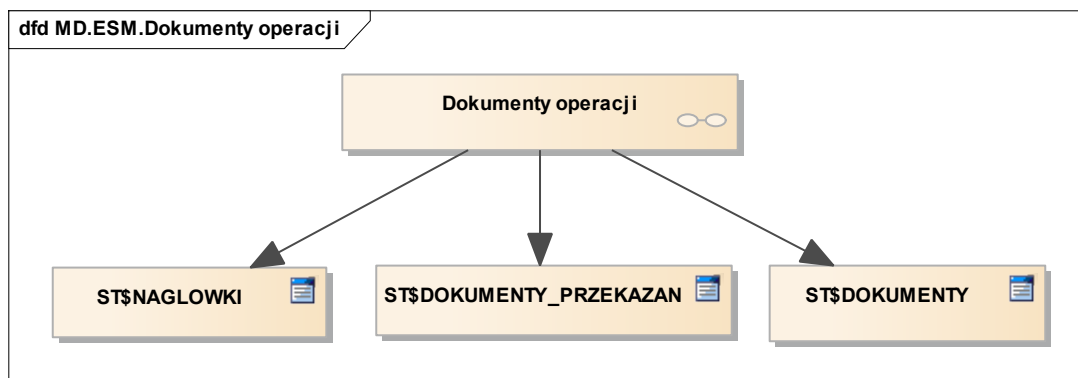 dfd MD.ESM.Dokumenty operacji
Dokumenty operacji
ST$NAGLOWKI
ST$DOKUMENTY_PRZEKAZAN
ST$DOKUMENTY